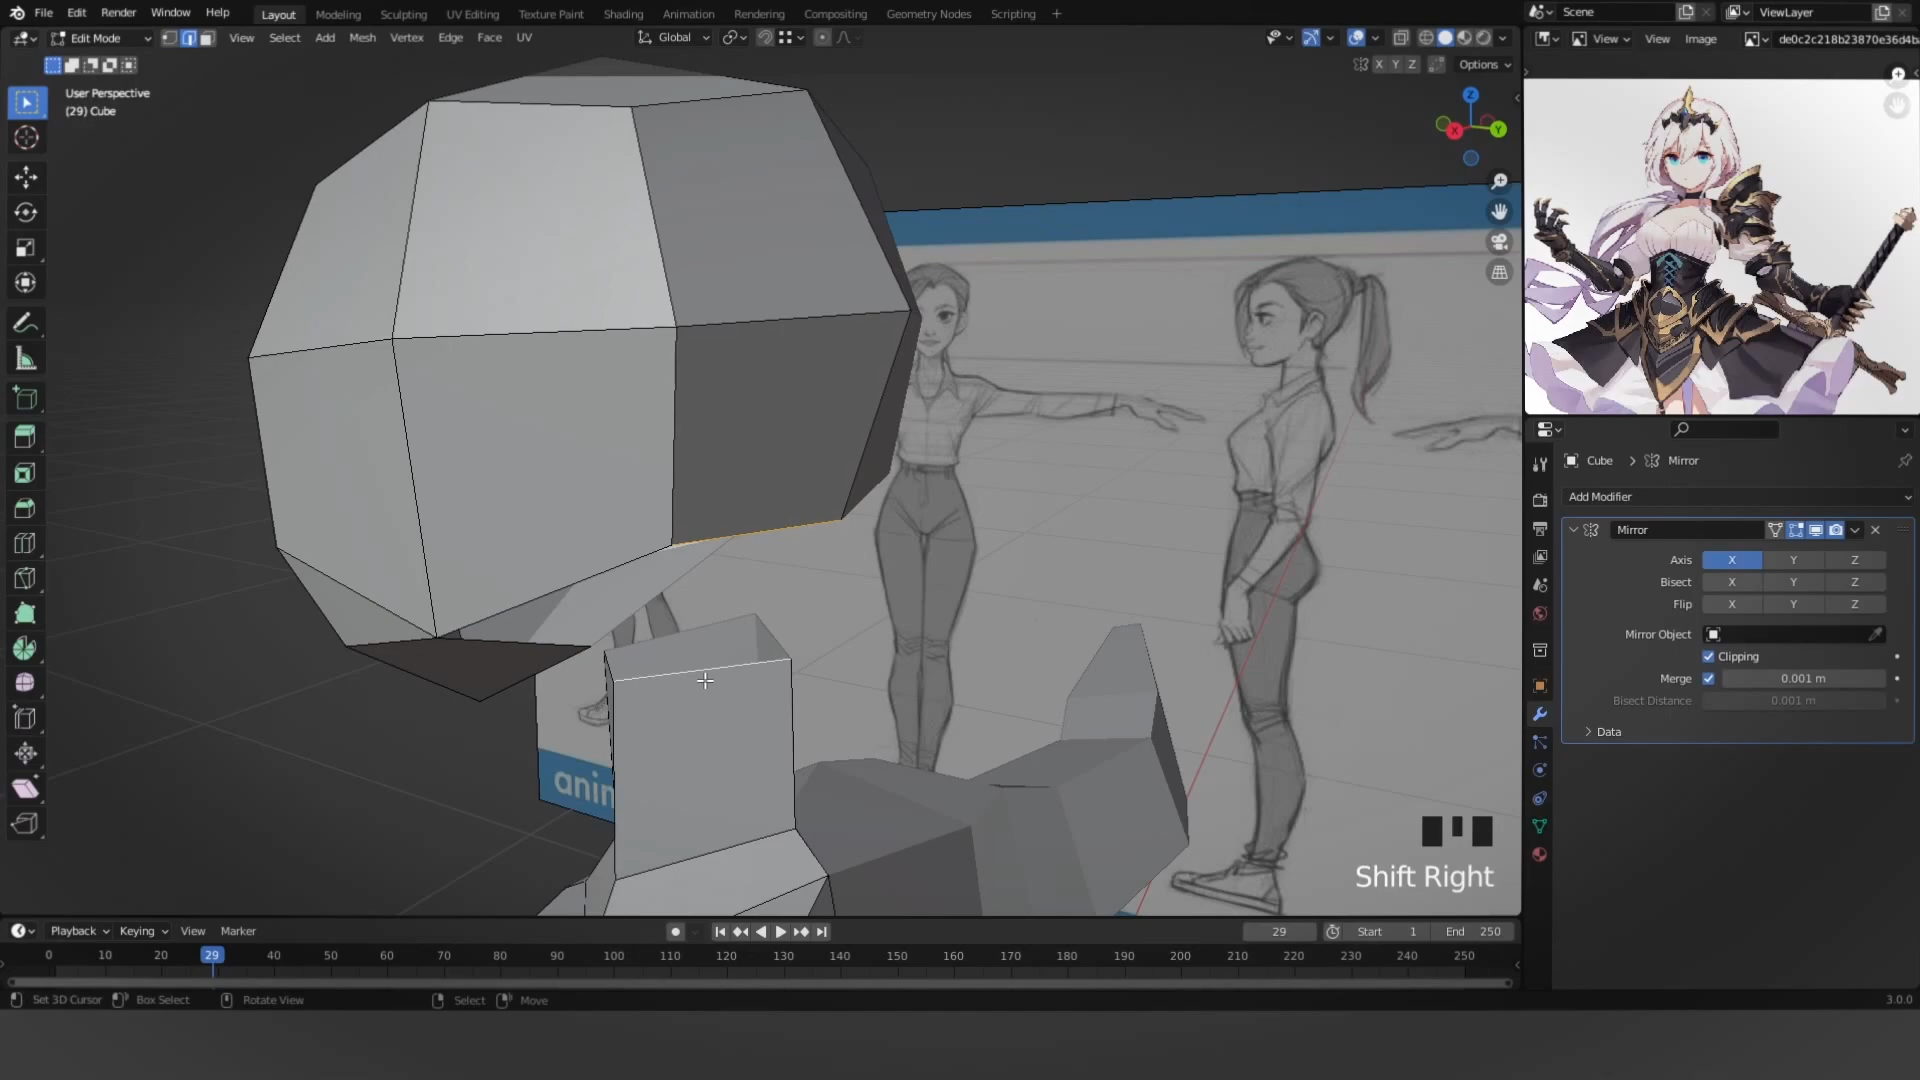 File Edit Render Window Help Layout Modeling Sculpting UV Editing Texture Paint Shading Animation Rendering Compositing Geometry Nodes Scripting + Scene ViewLayer
Edit Mode View Select Add Mesh Vertex Edge Face UV Global View View Image de0c2c218b23870e36d4b
X Y Z Options
User Perspective
(29) Cube
Z
X Y
Cube > Mirror
Add Modifier
Mirror
Axis X Y Z
Bisect X Y Z
Flip X Y Z
Mirror Object
Clipping
Merge 0.001 m
Bisect Distance 0.001 m
Data
anin
Shift Right
Playback Keying View Marker 29 Start 1 End 250
0 10 20 29 40 50 60 70 80 90 100 110 120 130 140 150 160 170 180 190 200 210 220 230 240 250
Set 3D Cursor Box Select Rotate View Select Move 3.0.0